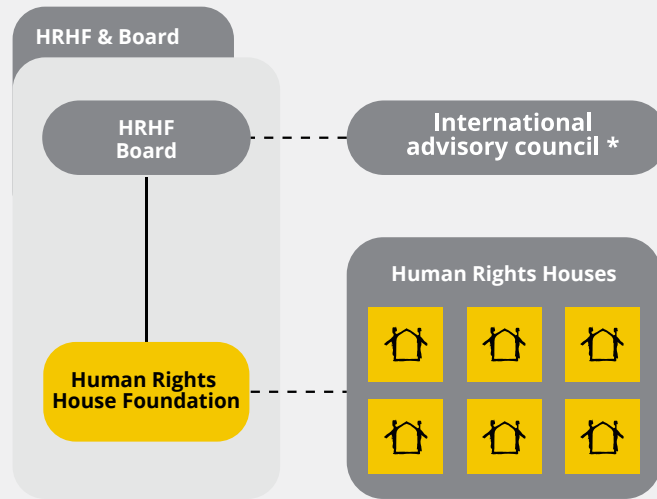 HRHF & Board
HRHF
Board
International
advisory council *
Human Rights Houses
Human Rights
House Foundation